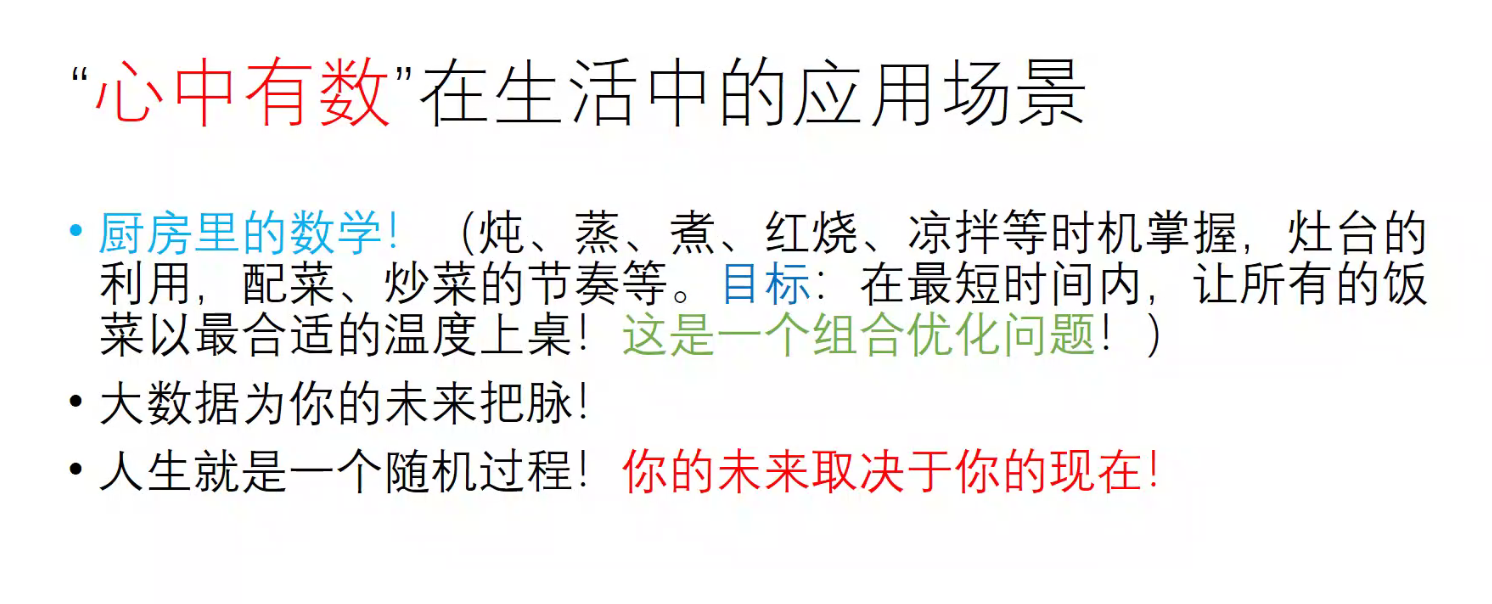 “心中有数”在生活中的应用场景
• 厨房里的数学！（炖、蒸、煮、红烧、凉拌等时机掌握，灶台的
利用，配菜、炒菜的节奏等。目标：在最短时间内，让所有的饭
菜以最合适的温度上桌！这是一个组合优化问题！）
• 大数据为你的未来把脉！
• 人生就是一个随机过程！你的未来取决于你的现在！